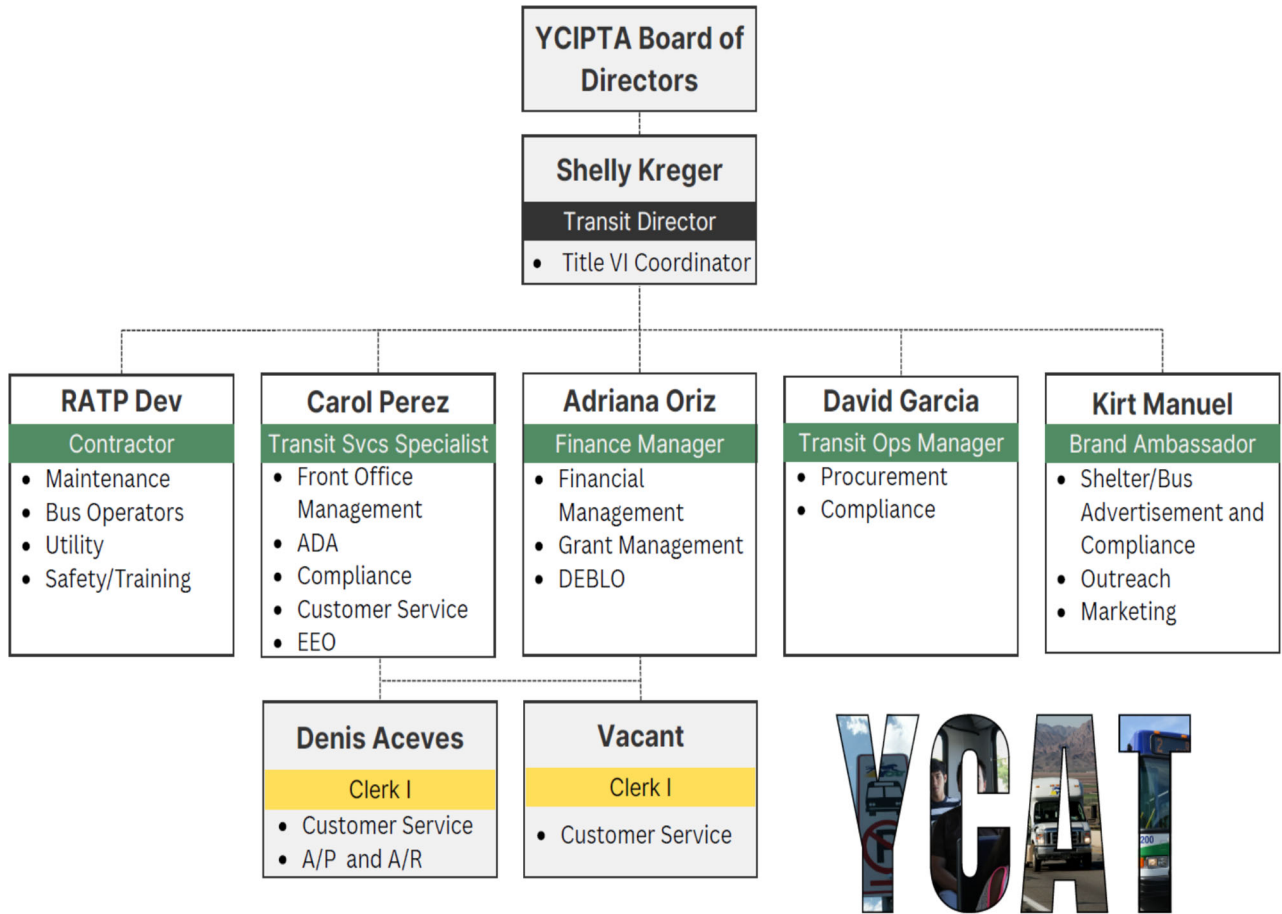 YCIPTA Board of
Directors
Shelly Kreger
Transit Director
• Title VI Coordinator
RATP Dev
Contractor
• Maintenance
• Bus Operators
• Utility
• Safety/Training
Carol Perez
Transit Svcs Specialist
• Front Office
Management
• ADA
• Compliance
• Customer Service
• EEO
Adriana Oriz
Finance Manager
• Financial
Management
• Grant Management
• DEBLO
David Garcia
Transit Ops Manager
• Procurement
• Compliance
Kirt Manuel
Brand Ambassador
• Shelter/Bus
Advertisement and
Compliance
• Outreach
• Marketing
Denis Aceves
Clerk I
• Customer Service
• A/P and A/R
Vacant
Clerk I
• Customer Service
YCAT
2
200